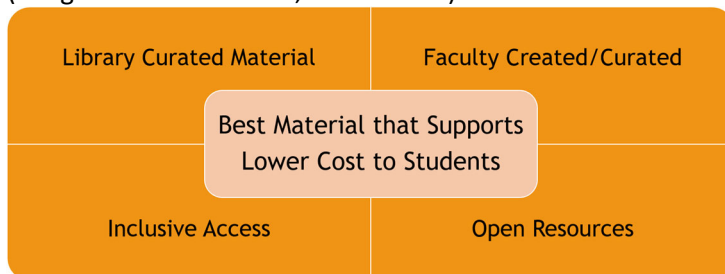 Library Curated Material
Faculty Created/Curated
Best Material that Supports
Lower Cost to Students
Inclusive Access
Open Resources